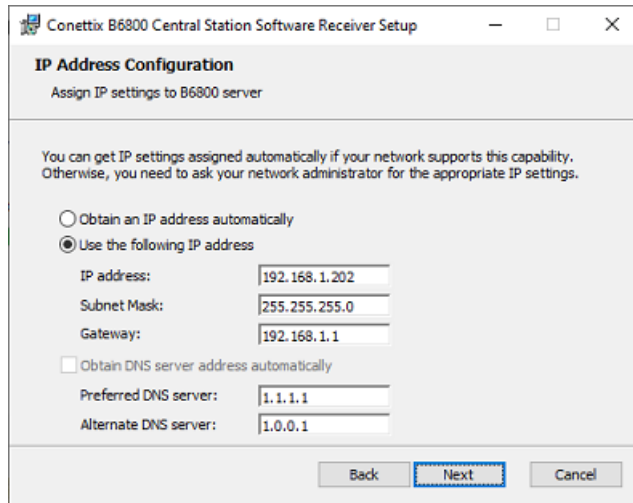 Conettix B6800 Central Station Software Receiver Setup
IP Address Configuration
Assign IP settings to B6800 server
You can get IP settings assigned automatically if your network supports this capability.
Otherwise, you need to ask your network administrator for the appropriate IP settings.
Obtain an IP address automatically
Use the following IP address
IP address: 192.168.1.202
Subnet Mask: 255.255.255.0
Gateway: 192.168.1.1
Obtain DNS server address automatically
Preferred DNS server: 1.1.1.1
Alternate DNS server: 1.0.0.1
Back Next Cancel